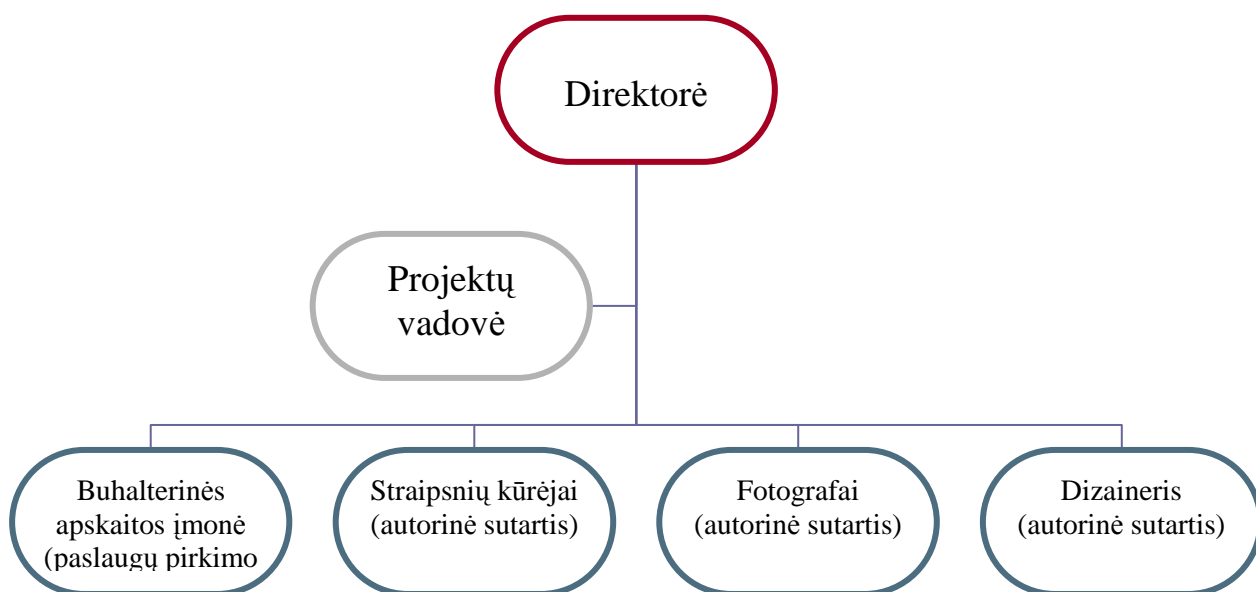 Direktorė
Projektų
vadovė
Buhalterinės
apskaitos įmonė
(paslaugų pirkimo
Straipsnių kūrėjai
(autorinė sutartis)
Fotografai
(autorinė sutartis)
Dizaineris
(autorinė sutartis)